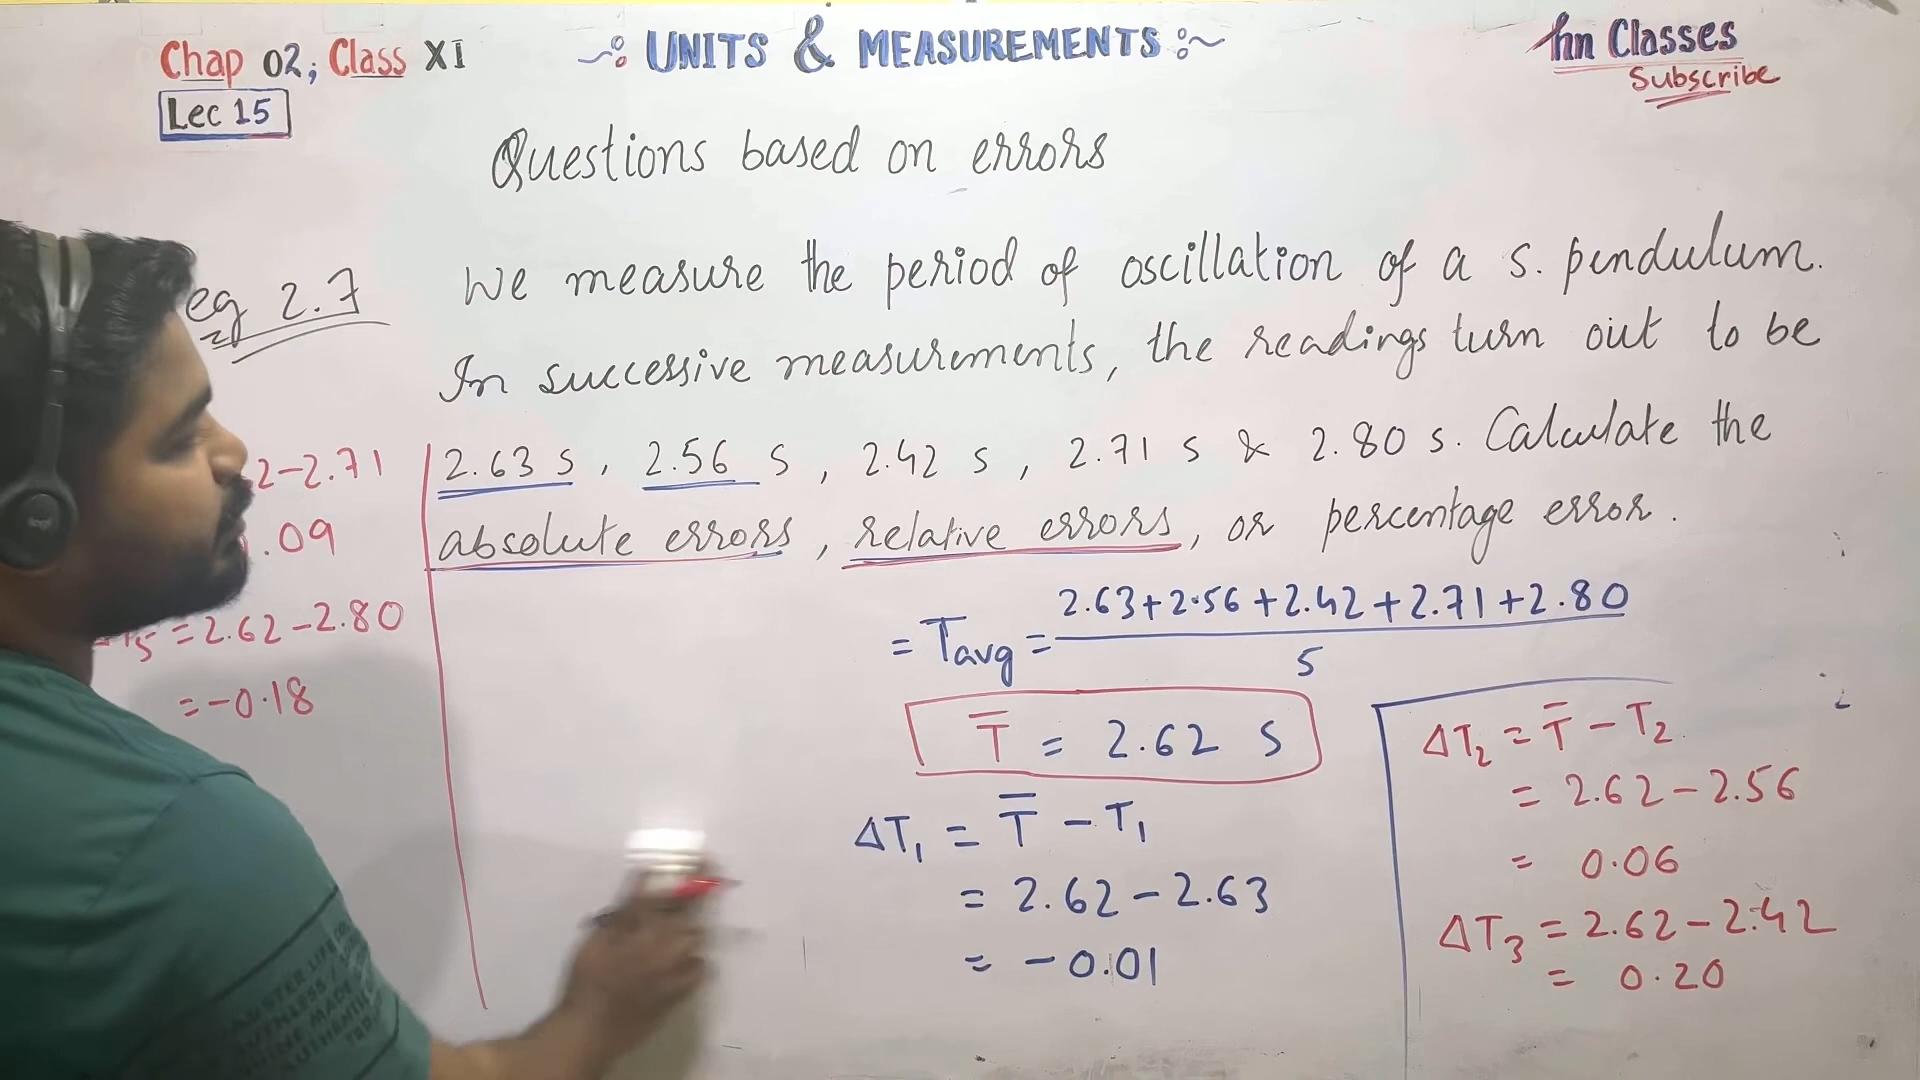 Chap 02; Class XI
Lec 15
UNITS & MEASUREMENTS
hn Classes
Subscribe
Questions based on errors
eg 2.7
We measure the period of oscillation of a s. pendulum.
In successive measurements, the readings turn out to be
2.63 s, 2.56 s, 2.42 s, 2.71 s & 2.80 s. Calculate the
absolute errors, relative errors, or percentage error.
2-2.71
.09
5 = 2.62-2.80
= -0.18
= Tavg = 2.63+2.56+2.42+2.71+2.80
5
T̅ = 2.62 s
ΔT₁ = T̅ - T₁
= 2.62 - 2.63
= -0.01
ΔT₂ = T̅ - T₂
= 2.62 - 2.56
= 0.06
ΔT₃ = 2.62 - 2.42
= 0.20